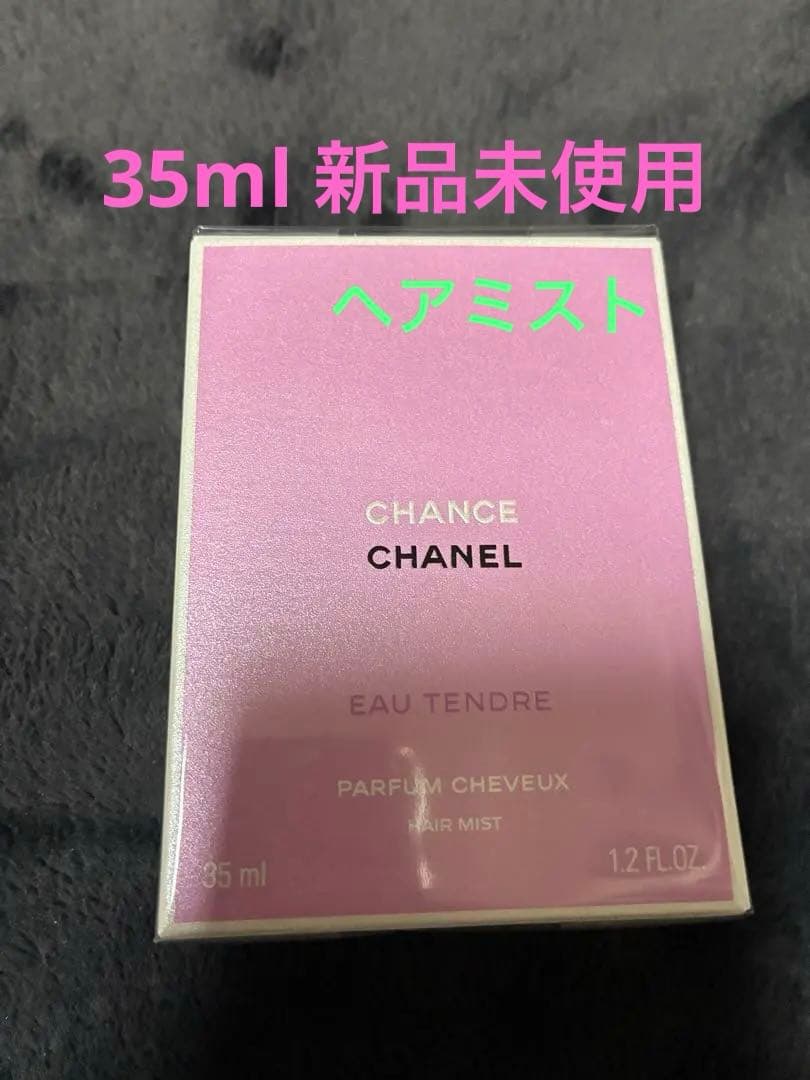 35ml 新品未使用
ヘアミスト
CHANCE
CHANEL
EAU TENDRE
PARFUM CHEVEUX
HAIR MIST
35 ml
1.2 FL.OZ.